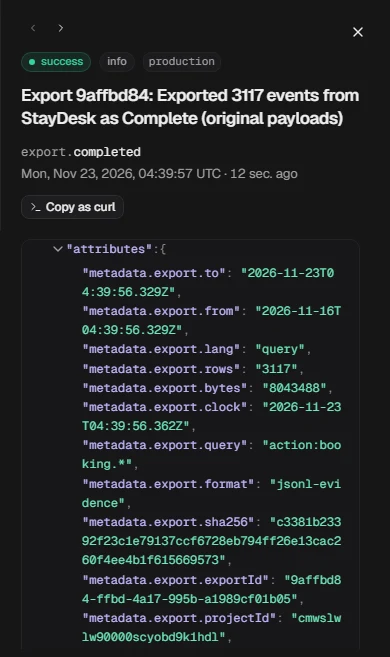 success info production
Export 9affbd84: Exported 3117 events from
StayDesk as Complete (original payloads)
export.completed
Mon, Nov 23, 2026, 04:39:57 UTC · 12 sec. ago
>_ Copy as curl
"attributes":{
"metadata.export.to": "2026-11-23T0
4:39:56.329Z",
"metadata.export.from": "2026-11-16T
04:39:56.329Z",
"metadata.export.lang": "query",
"metadata.export.rows": "3117",
"metadata.export.bytes": "8043488",
"metadata.export.clock": "2026-11-23
T04:39:56.362Z",
"metadata.export.query": "action:boo
king.*",
"metadata.export.format": "jsonl-evi
dence",
"metadata.export.sha256": "c3381b233
92f23c1e79137ccf6728eb794ff26e13cac2
60f4ee4b1f615669573",
"metadata.export.exportId": "9affbd8
4-ffbd-4a17-995b-a1989cf01b05",
"metadata.export.projectId": "cmwslw
lw90000scyobd9k1hdl",